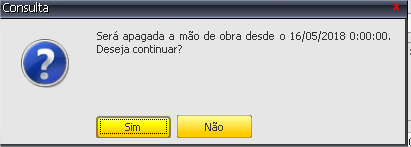 Consulta
Será apagada a mão de obra desde o 16/05/2018 0:00:00.
Deseja continuar?
Sim
Não